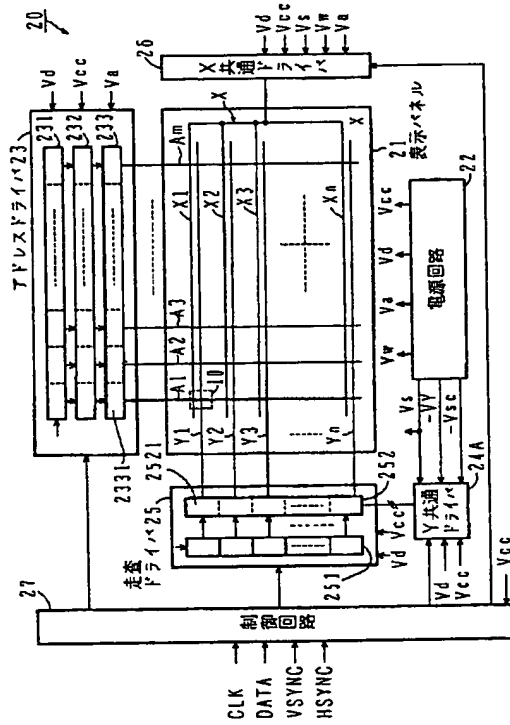 20
アドレスドライバ23
231
232
233
2331
Vd
Vcc
Va
26
X共通ドライバ
Vd
Vcc
Vs
Vw
Va
Am
X
X1
X2
X3
Xn
X
A1
A2
A3
10
Y1
Y2
Y3
Yn
21
表示パネル
走査
ドライバ25
2521
252
251
Vd
Vcc
22
電源回路
Vw
Va
Vd
Vcc
Vs
-Vy
-Vsc
24A
Y共通
ドライバ
Vd
Vcc
27
制御回路
CLK
DATA
VSYNC
HSYNC
Vcc